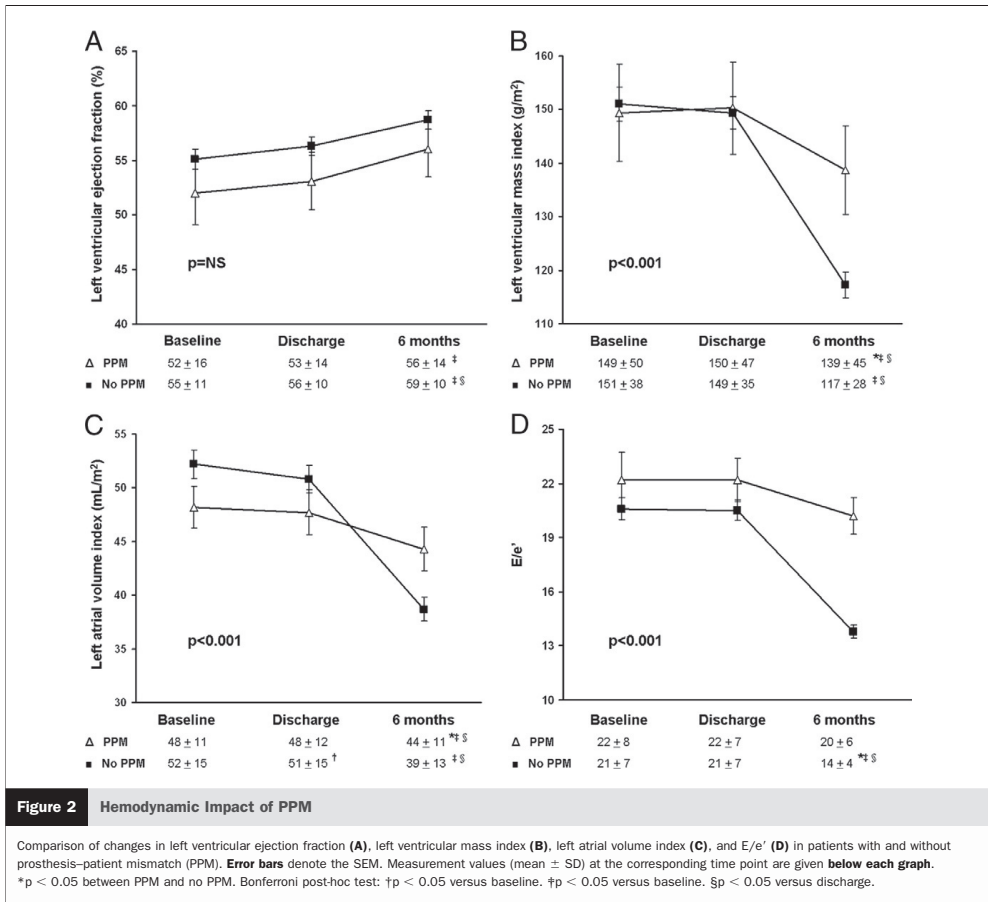 A
Left ventricular ejection fraction (%)
65
60
55
50
45
40
p=NS
Baseline Discharge 6 months
Δ PPM 52 ± 16 53 ± 14 56 ± 14 ‡
■ No PPM 55 ± 11 56 ± 10 59 ± 10 ‡ §
B
Left ventricular mass index (g/m²)
160
150
140
130
120
110
p<0.001
Baseline Discharge 6 months
Δ PPM 149 ± 50 150 ± 47 139 ± 45 *‡ §
■ No PPM 151 ± 38 149 ± 35 117 ± 28 ‡ §
C
Left atrial volume index (mL/m²)
55
50
45
40
35
30
p<0.001
Baseline Discharge 6 months
Δ PPM 48 ± 11 48 ± 12 44 ± 11 *‡ §
■ No PPM 52 ± 15 51 ± 15 † 39 ± 13 ‡ §
D
E/e'
25
22
19
16
13
10
p<0.001
Baseline Discharge 6 months
Δ PPM 22 ± 8 22 ± 7 20 ± 6
■ No PPM 21 ± 7 21 ± 7 14 ± 4 *‡ §
Figure 2 Hemodynamic Impact of PPM
Comparison of changes in left ventricular ejection fraction (A), left ventricular mass index (B), left atrial volume index (C), and E/e′ (D) in patients with and without
prosthesis–patient mismatch (PPM). Error bars denote the SEM. Measurement values (mean ± SD) at the corresponding time point are given below each graph.
*p < 0.05 between PPM and no PPM. Bonferroni post-hoc test: †p < 0.05 versus baseline. ‡p < 0.05 versus baseline. §p < 0.05 versus discharge.